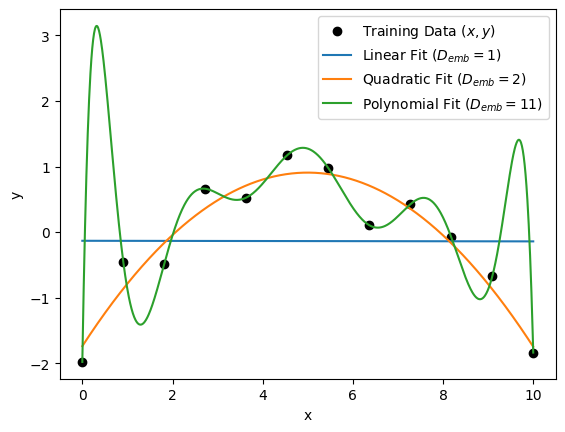 Training Data (x, y)
Linear Fit (D_emb = 1)
Quadratic Fit (D_emb = 2)
Polynomial Fit (D_emb = 11)
3
2
1
0
−1
−2
y
0 2 4 6 8 10
x